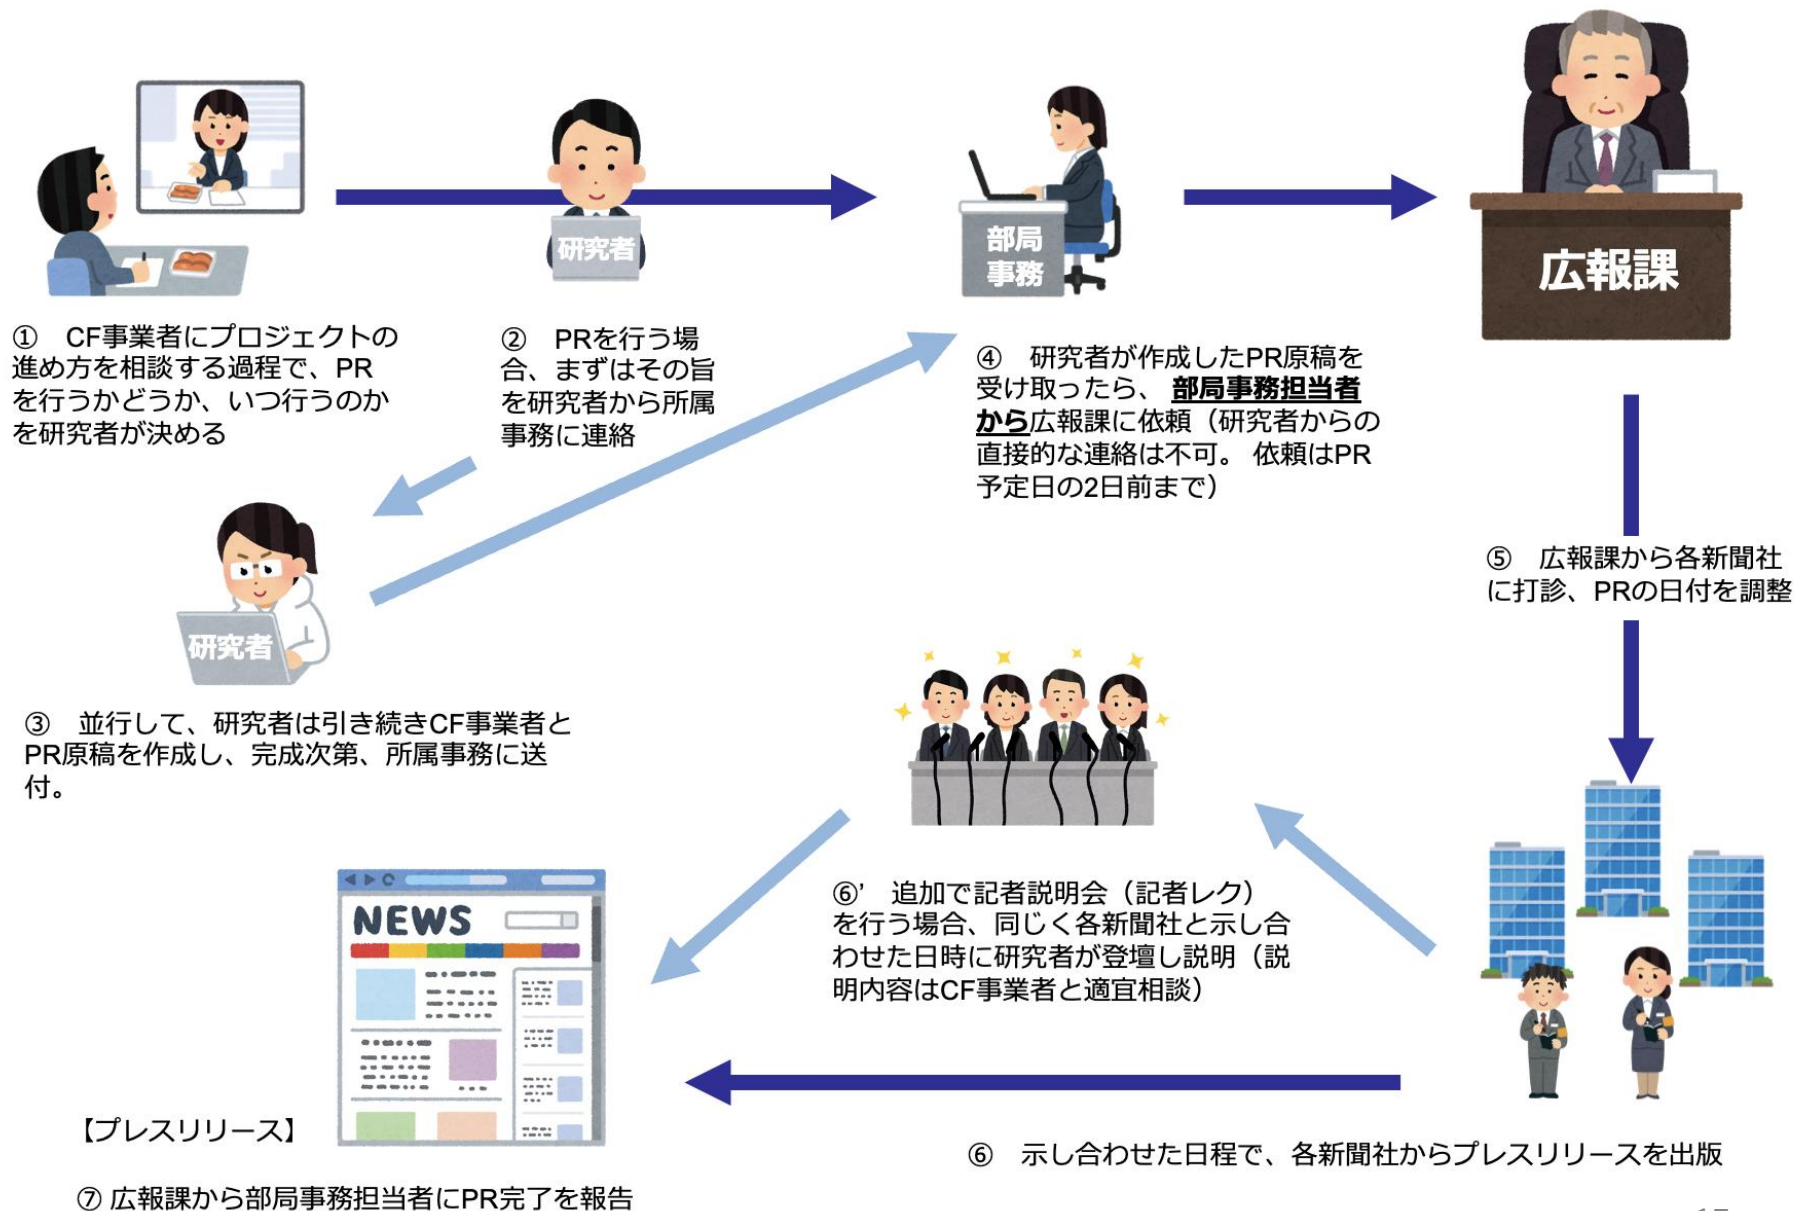 研究者
部局
事務
広報課
① CF事業者にプロジェクトの
進め方を相談する過程で、PR
を行うかどうか、いつ行うのか
を研究者が決める
② PRを行う場
合、まずはその旨
を研究者から所属
事務に連絡
④ 研究者が作成したPR原稿を
受け取ったら、 部局事務担当者
から広報課に依頼（研究者からの
直接的な連絡は不可。 依頼はPR
予定日の2日前まで）
研究者
③ 並行して、研究者は引き続きCF事業者と
PR原稿を作成し、完成次第、所属事務に送
付。
⑤ 広報課から各新聞社
に打診、PRの日付を調整
⑥' 追加で記者説明会（記者レク）
を行う場合、同じく各新聞社と示し合
わせた日時に研究者が登壇し説明（説
明内容はCF事業者と適宜相談）
NEWS
【プレスリリース】
⑥ 示し合わせた日程で、各新聞社からプレスリリースを出版
⑦ 広報課から部局事務担当者にPR完了を報告